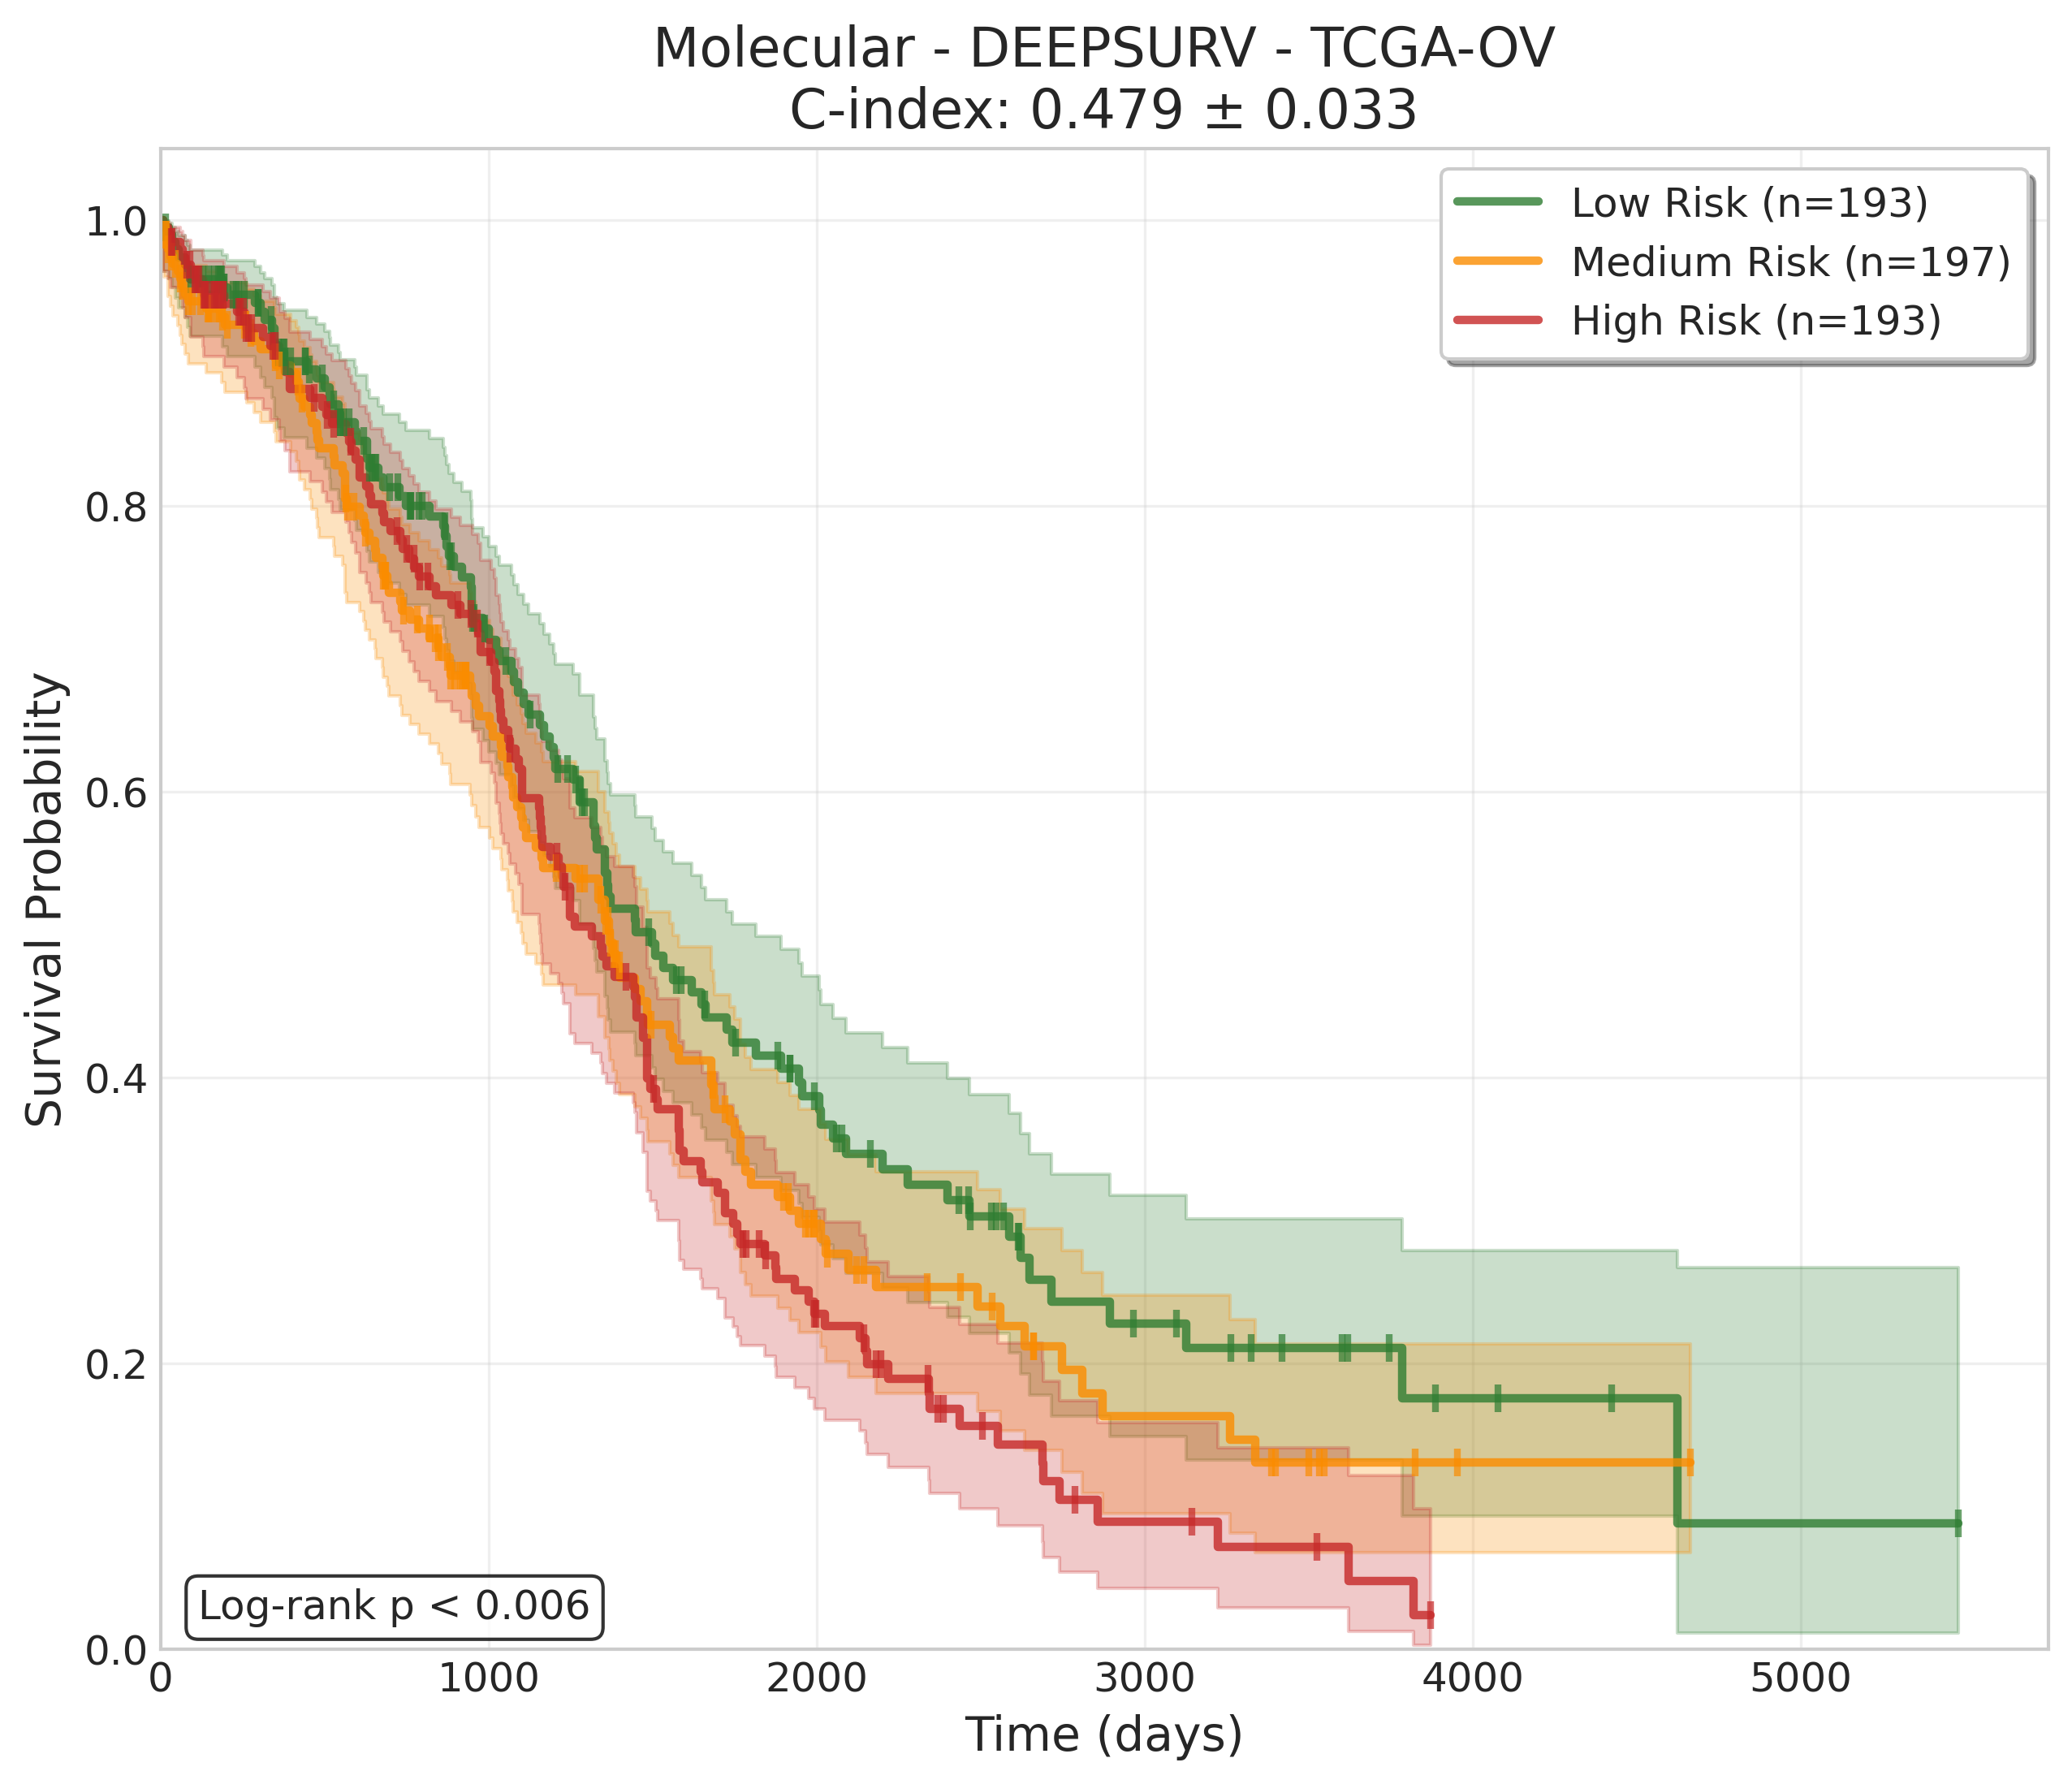 Molecular - DEEPSURV - TCGA-OV
C-index: 0.479 ± 0.033
Low Risk (n=193)
Medium Risk (n=197)
High Risk (n=193)
Survival Probability
1.0
0.8
0.6
0.4
0.2
0.0
Log-rank p < 0.006
0 1000 2000 3000 4000 5000
Time (days)